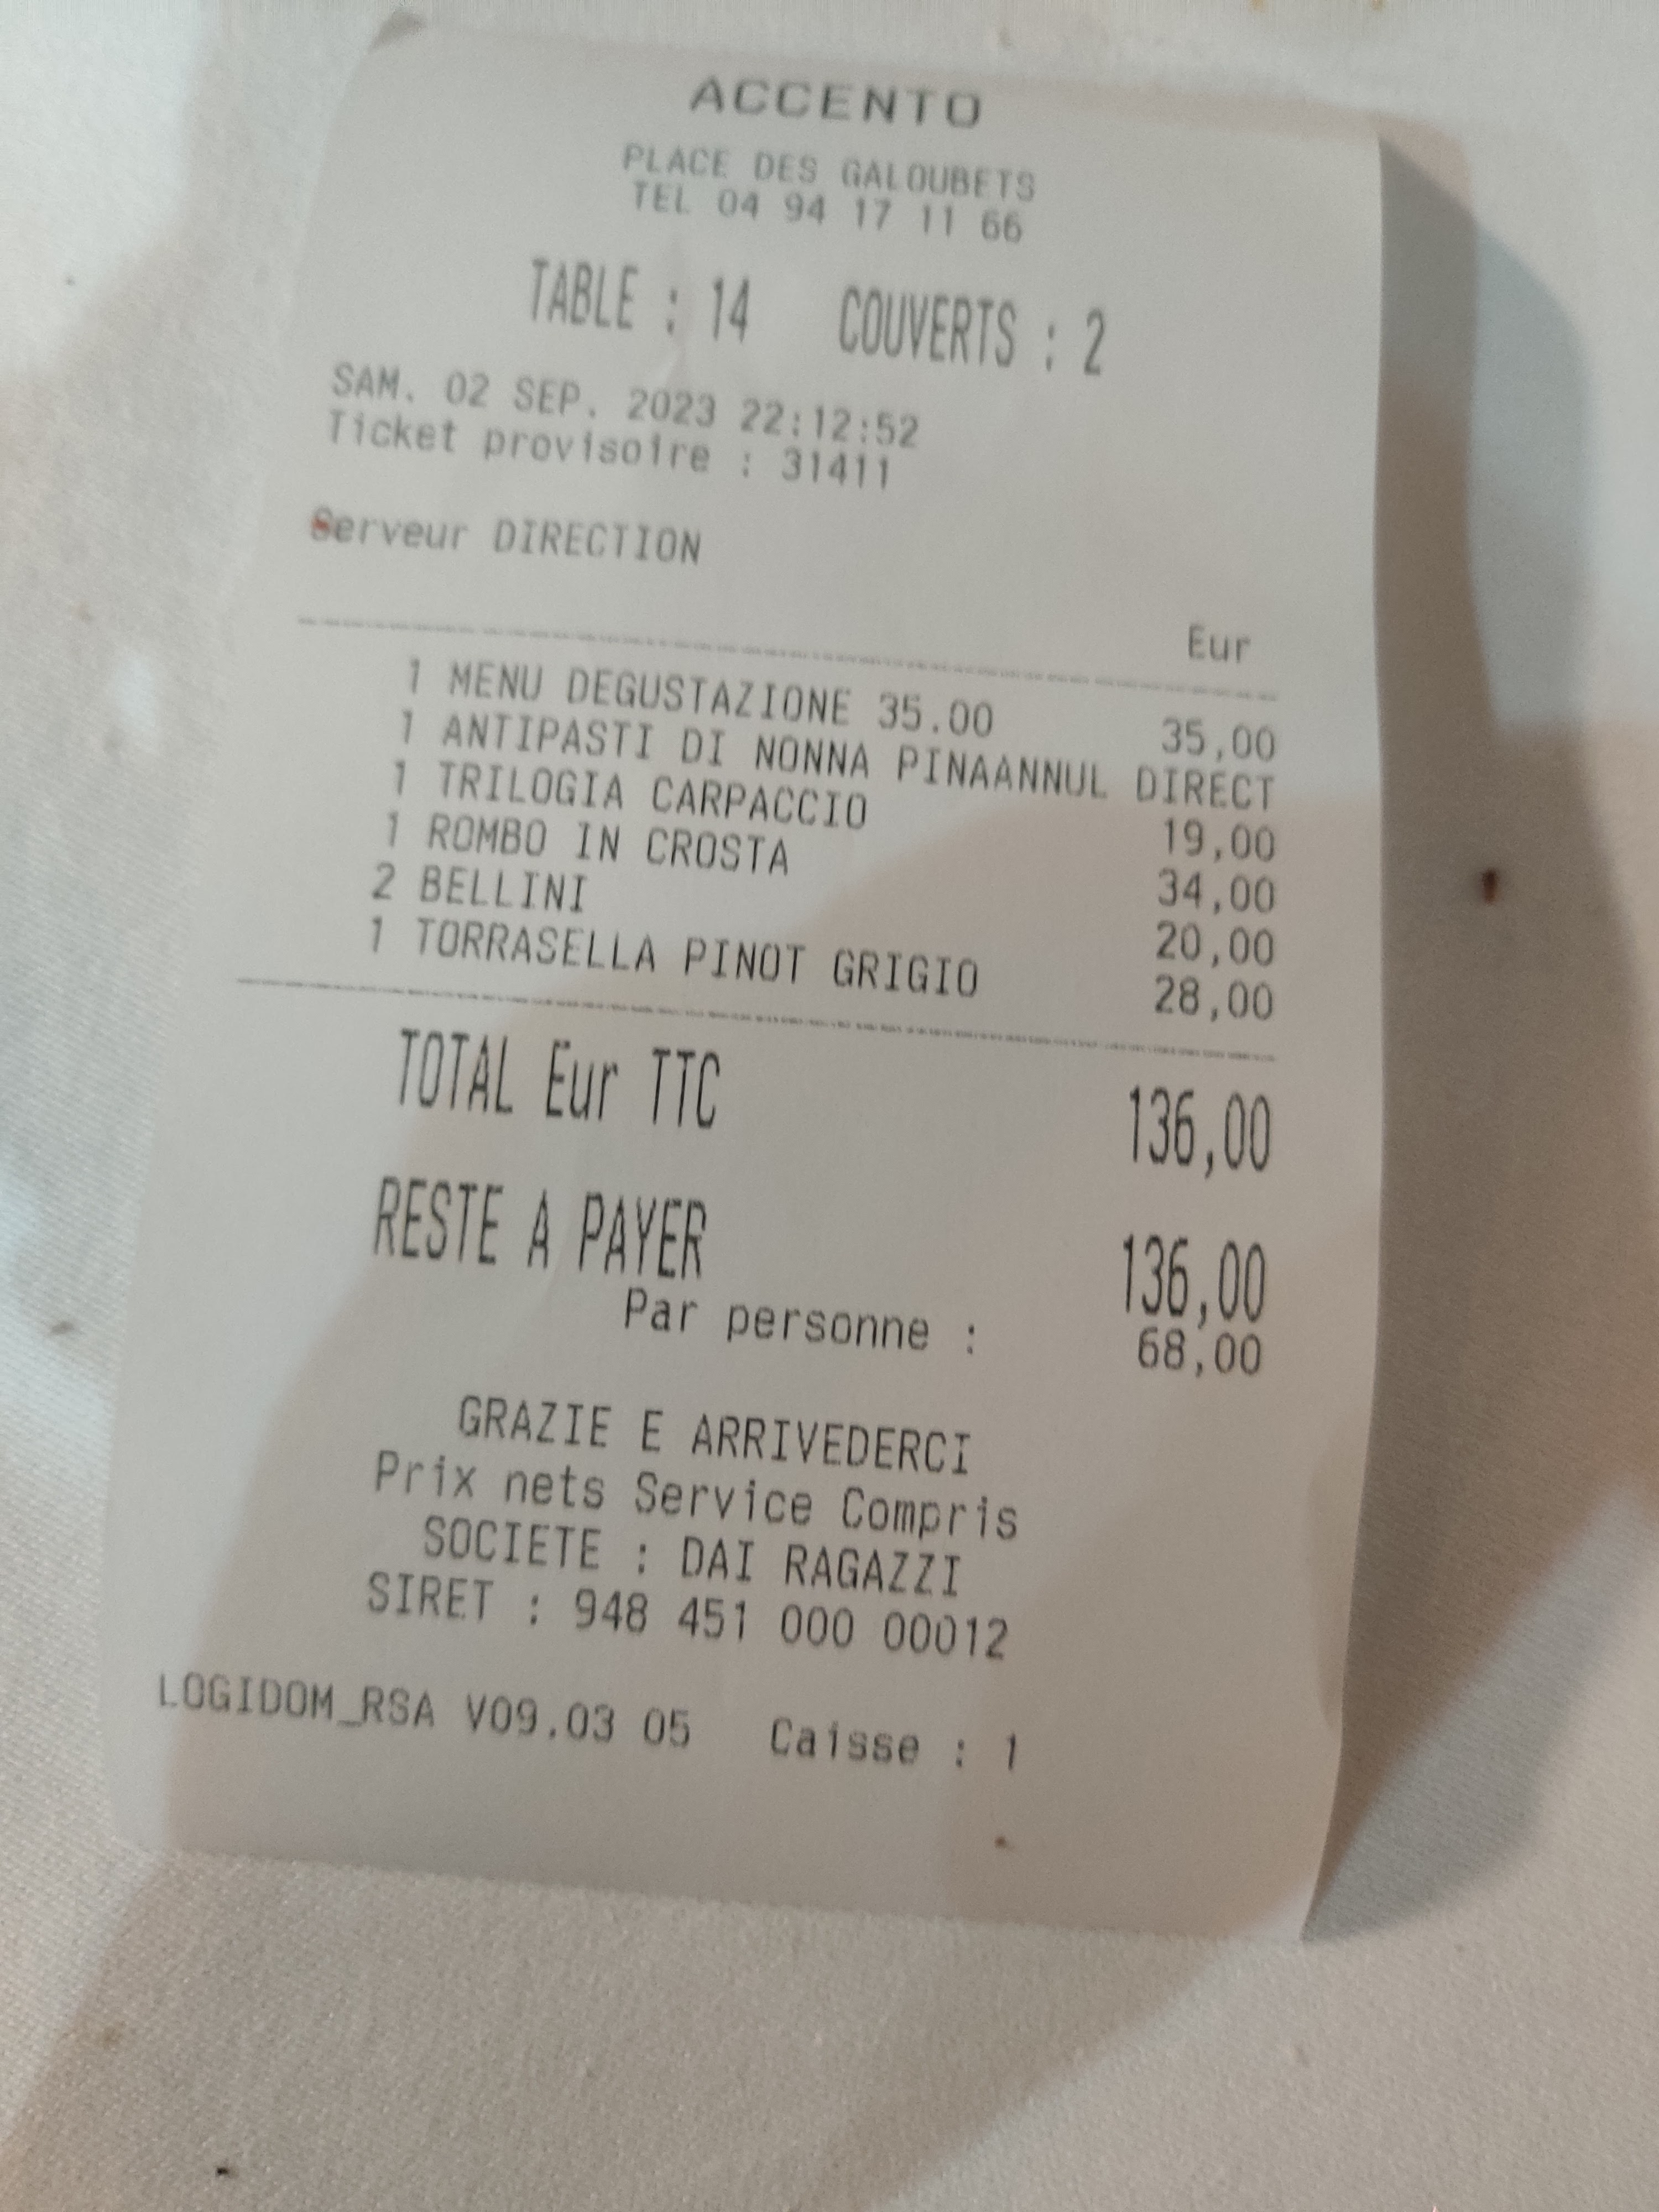 ACCENTO
PLACE DES GALOUBETS
TEL 04 94 17 11 66
TABLE : 14 COUVERTS : 2
SAM. 02 SEP. 2023 22:12:52
Ticket provisoire : 31411
Serveur DIRECTION
Eur
1 MENU DEGUSTAZIONE 35.00 35,00
1 ANTIPASTI DI NONNA PINAANNUL DIRECT
1 TRILOGIA CARPACCIO 19,00
1 ROMBO IN CROSTA 34,00
2 BELLINI 20,00
1 TORRASELLA PINOT GRIGIO 28,00
TOTAL Eur TTC 136,00
RESTE A PAYER 136,00
Par personne : 68,00
GRAZIE E ARRIVEDERCI
Prix nets Service Compris
SOCIETE : DAI RAGAZZI
SIRET : 948 451 000 00012
LOGIDOM_RSA V09.03 05 Caisse : 1